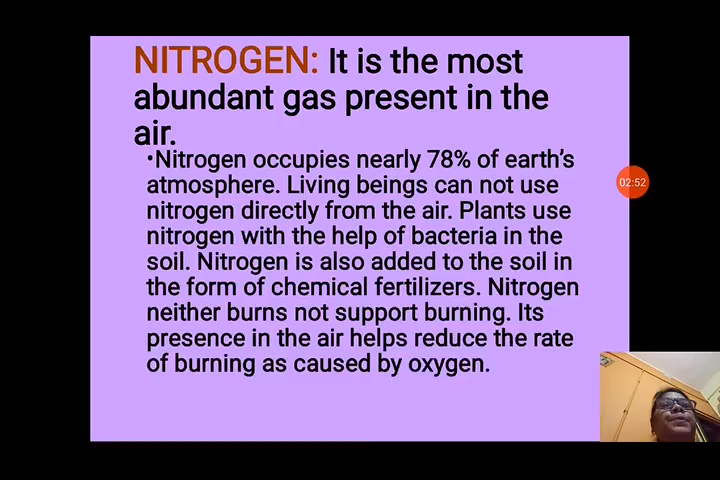 NITROGEN: It is the most
abundant gas present in the
air.
•Nitrogen occupies nearly 78% of earth's
atmosphere. Living beings can not use
nitrogen directly from the air. Plants use
nitrogen with the help of bacteria in the
soil. Nitrogen is also added to the soil in
the form of chemical fertilizers. Nitrogen
neither burns not support burning. Its
presence in the air helps reduce the rate
of burning as caused by oxygen.
02:52